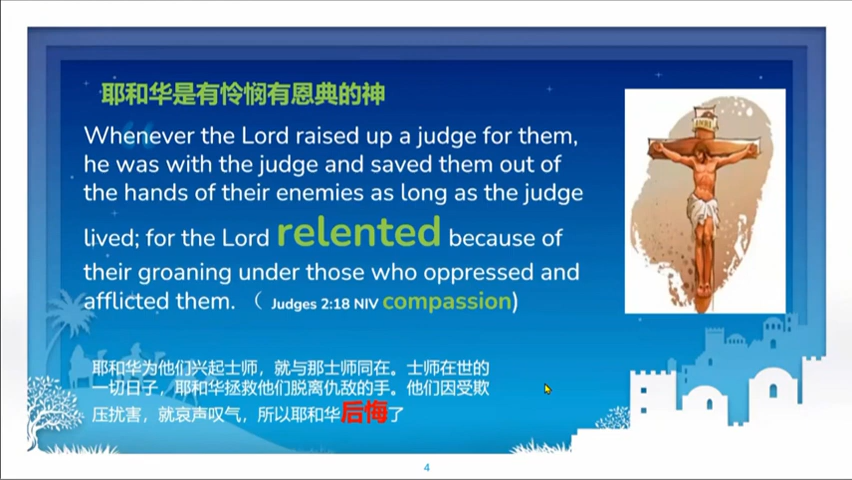 耶和华是有怜悯有恩典的神
Whenever the Lord raised up a judge for them,
he was with the judge and saved them out of
the hands of their enemies as long as the judge
lived; for the Lord relented because of
their groaning under those who oppressed and
afflicted them. （ Judges 2:18 NIV compassion)
耶和华为他们兴起士师，就与那士师同在。士师在世的
一切日子，耶和华拯救他们脱离仇敌的手。他们因受欺
压扰害，就哀声叹气，所以耶和华后悔了
INRI
4